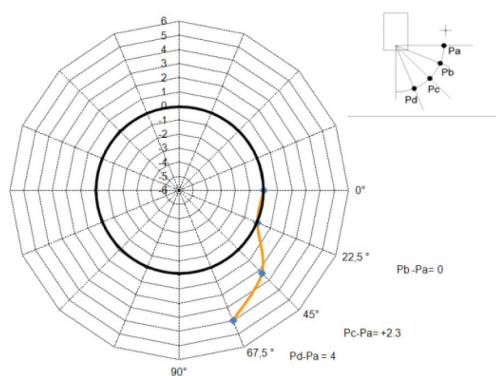 6
5
4
3
2
1
0
-1
-2
-3
-4
-5
-6
Pa
Pb
Pc
Pd
0°
22,5 °
Pb -Pa= 0
45°
Pc-Pa= +2.3
67,5 °
Pd-Pa = 4
90°